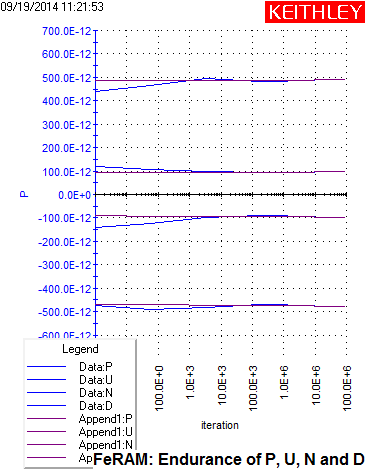 09/19/2014 11:21:53
KEITHLEY
700.0E-12
600.0E-12
500.0E-12
400.0E-12
300.0E-12
200.0E-12
100.0E-12
0.0E+0
-100.0E-12
-200.0E-12
-300.0E-12
-400.0E-12
-500.0E-12
-600.0E-12
P
100.0E+0
1.0E+3
10.0E+3
100.0E+3
1.0E+6
10.0E+6
100.0E+6
iteration
Legend
Data:P
Data:U
Data:N
Data:D
Append1:P
Append1:U
Append1:N
Ap
FeRAM: Endurance of P, U, N and D